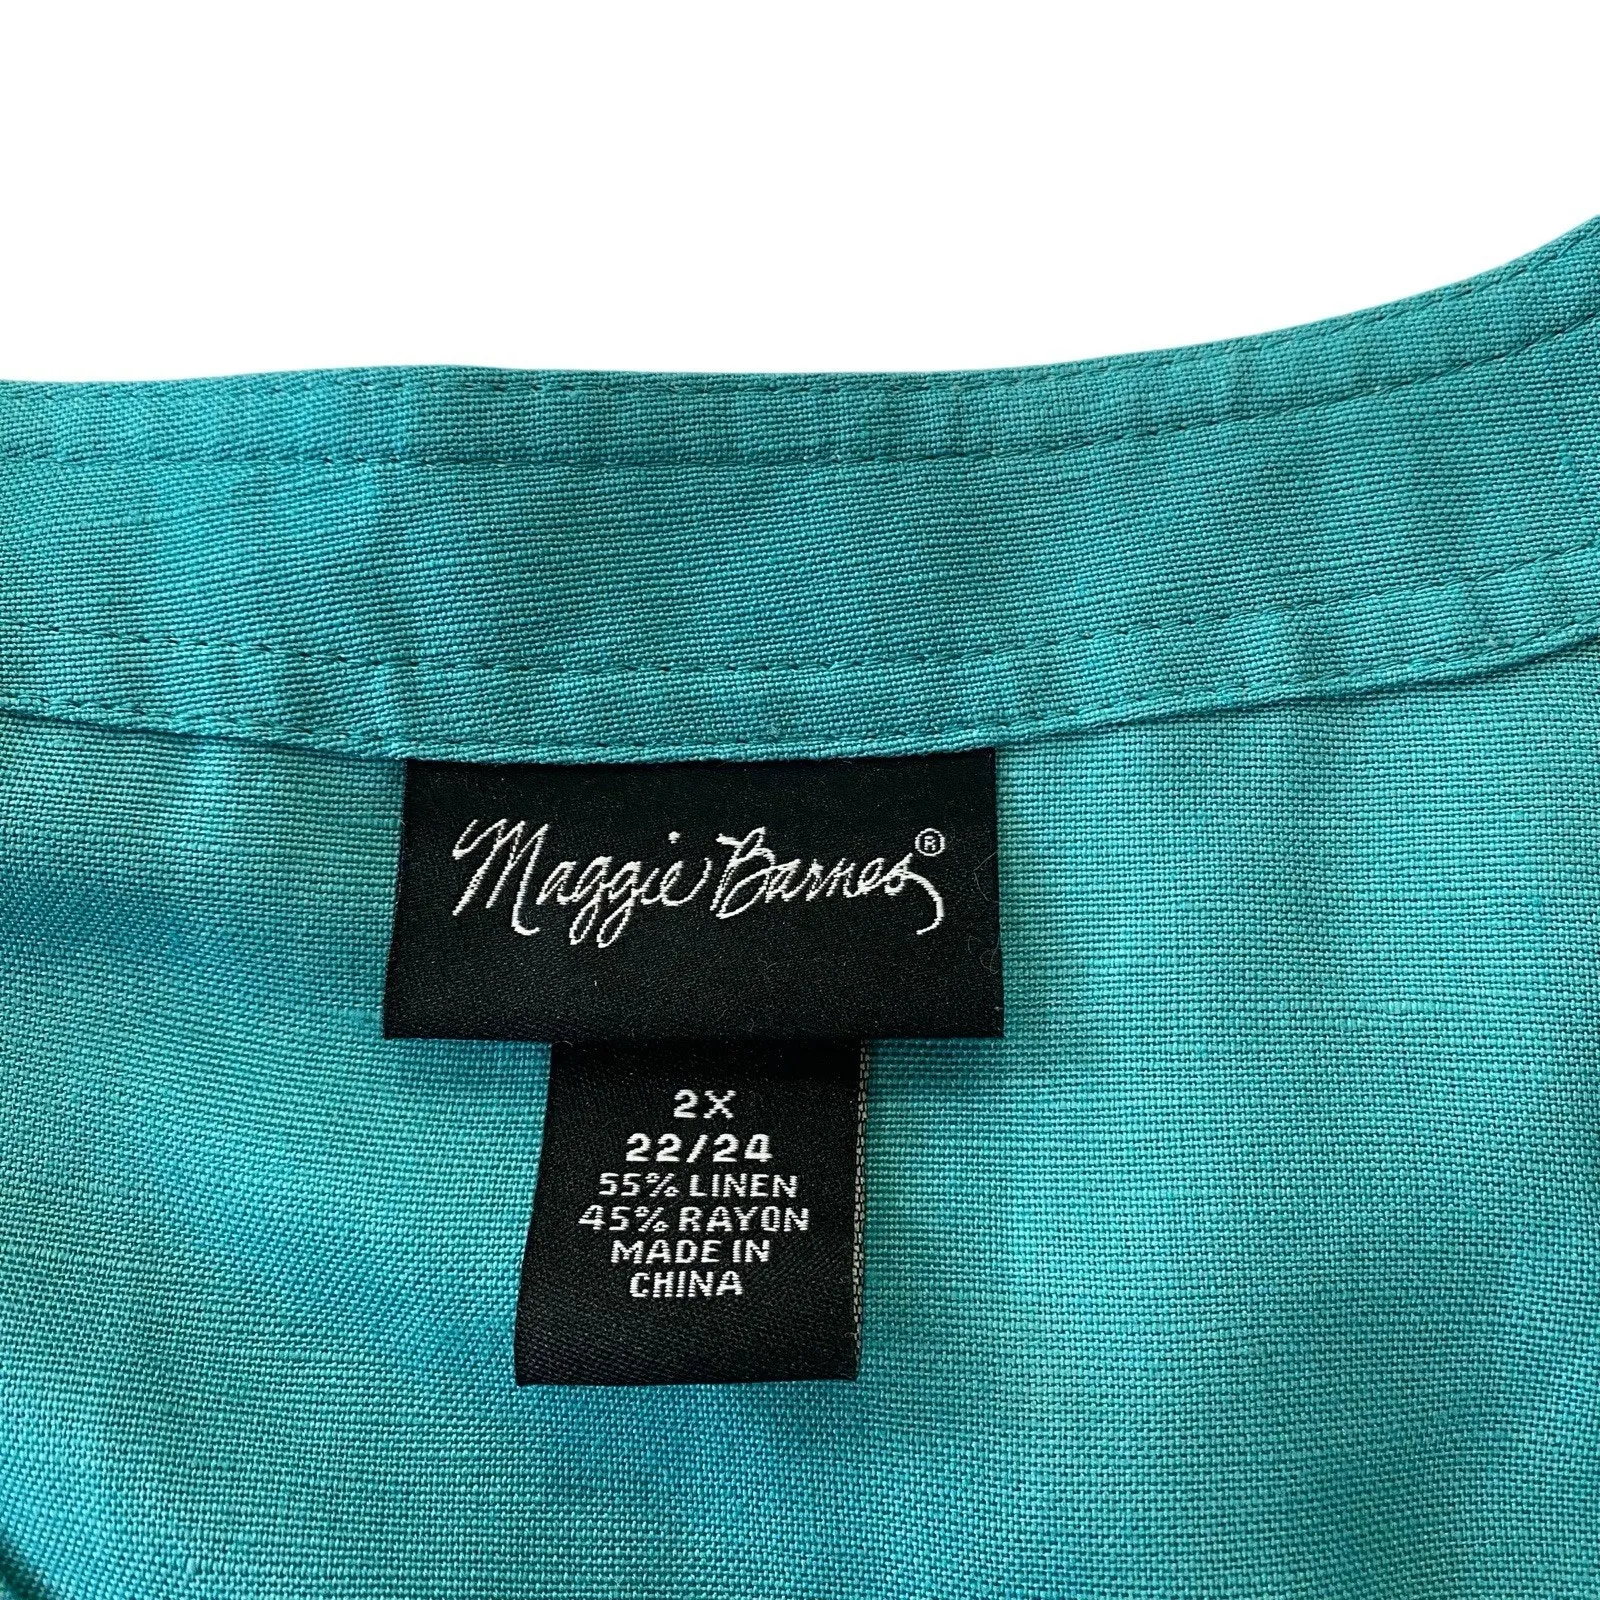 Maggie Barnes®
2X
22/24
55% LINEN
45% RAYON
MADE IN
CHINA